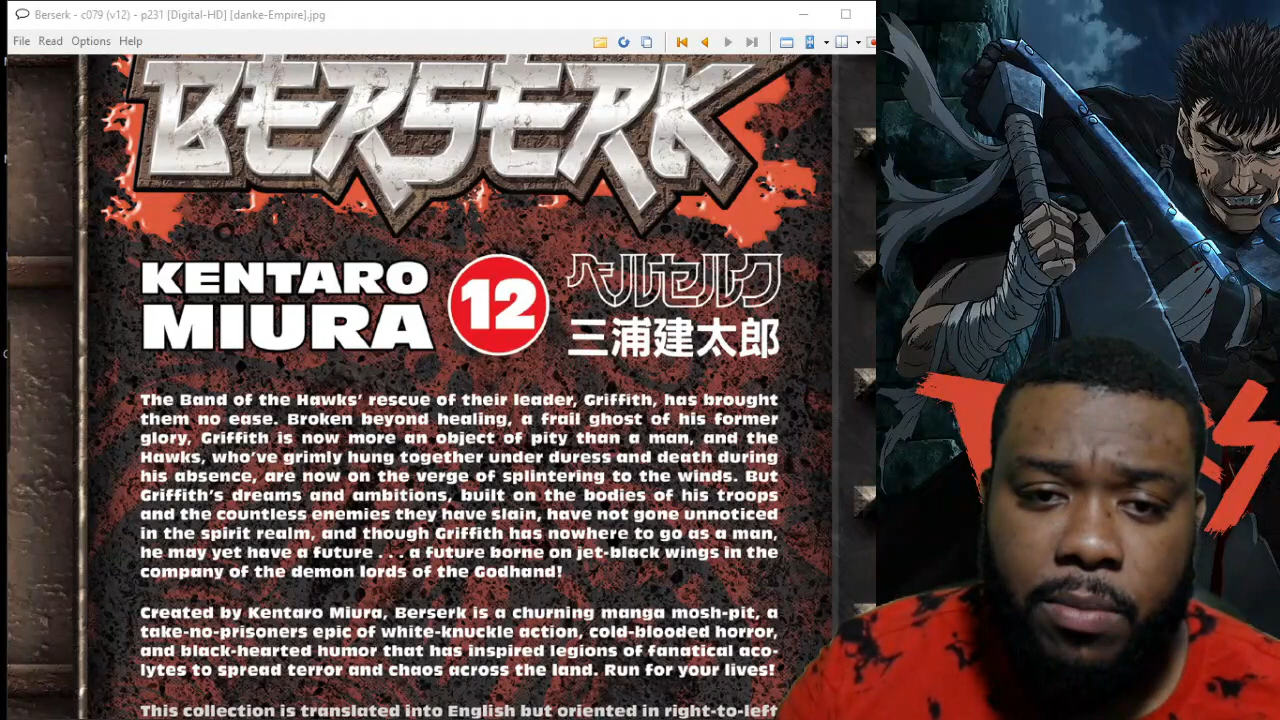 Berserk - c079 (v12) - p231 [Digital-HD] [danke-Empire].jpg
File Read Options Help
BERSERK
KENTARO
MIURA
12
ベルセルク
三浦建太郎
The Band of the Hawks' rescue of their leader, Griffith, has brought
them no ease. Broken beyond healing, a frail ghost of his former
glory, Griffith is now more an object of pity than a man, and the
Hawks, who've grimly hung together under duress and death during
his absence, are now on the verge of splintering to the winds. But
Griffith's dreams and ambitions, built on the bodies of his troops
and the countless enemies they have slain, have not gone unnoticed
in the spirit realm, and though Griffith has nowhere to go as a man,
he may yet have a future . . . a future borne on jet-black wings in the
company of the demon lords of the Godhand!
Created by Kentaro Miura, Berserk is a churning manga mosh-pit, a
take-no-prisoners epic of white-knuckle action, cold-blooded horror,
and black-hearted humor that has inspired legions of fanatical aco-
lytes to spread terror and chaos across the land. Run for your lives!
This collection is translated into English but oriented in right-to-left